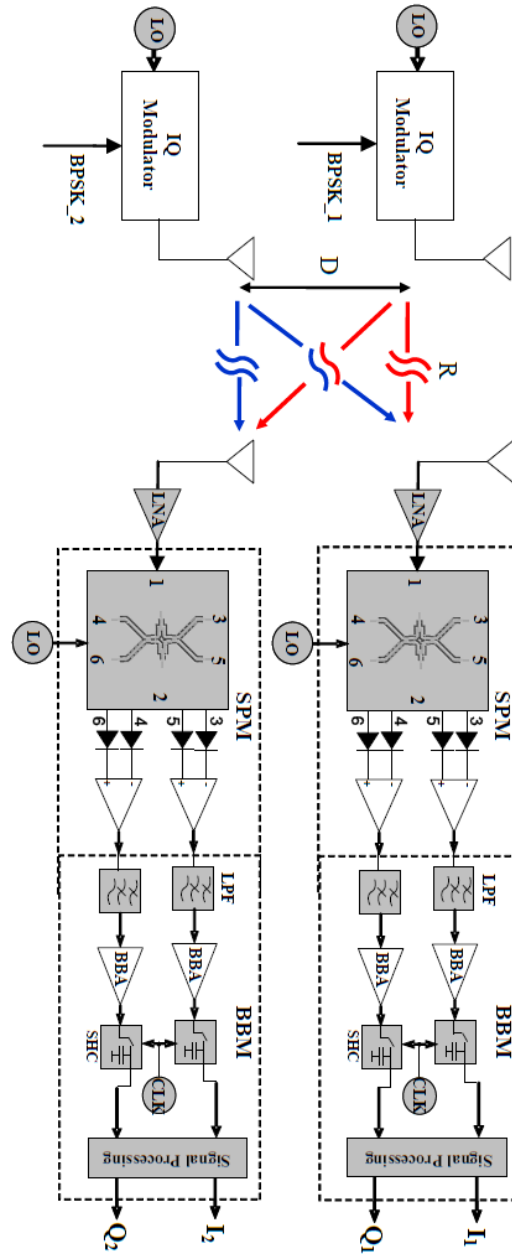 LO
IQ
Modulator
BPSK_1
R
D
LNA
1
3
5
4
6
2
LO
SPM
3
5
4
6
-
+
-
+
LPF
BBA
BBA
BBM
SHC
CLK
Signal Processing
I1
Q1
LO
IQ
Modulator
BPSK_2
LNA
1
3
5
4
6
2
LO
SPM
3
5
4
6
-
+
-
+
LPF
BBA
BBA
BBM
SHC
CLK
Signal Processing
I2
Q2